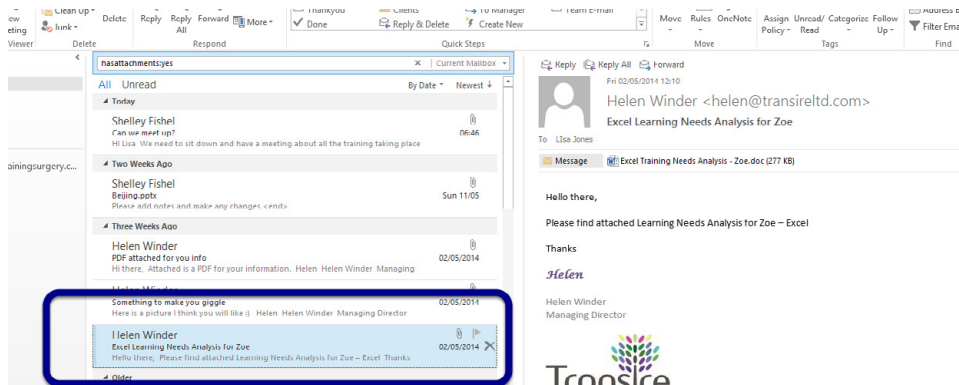 Clean Up
Delete
Reply
Reply All
Forward
More
Thankyou
Done
Clients
Reply & Delete
To Manager
Create New
Team E-mail
Move
Rules
OneNote
Assign Policy
Unread/ Read
Categorize
Follow Up
Filter Ema
Junk
Viewer
Delete
Respond
Quick Steps
Move
Tags
Find
hasattachments:yes
Current Mailbox
All Unread
By Date Newest
Today
Shelley Fishel
Can we meet up? 06:46
Hi Lisa We need to sit down and have a meeting about all the training taking place
Two Weeks Ago
Shelley Fishel
Beijing.pptx Sun 11/05
Please add notes and make any changes <end>
Three Weeks Ago
Helen Winder
PDF attached for you info 02/05/2014
Hi there, Attached is a PDF for your information. Helen Helen Winder Managing
Helen Winder
Something to make you giggle 02/05/2014
Here is a picture I think you will like :) Helen Helen Winder Managing Director
Helen Winder
Excel Learning Needs Analysis for Zoe 02/05/2014
Hello there, Please find attached Learning Needs Analysis for Zoe – Excel Thanks
Older
ainingsurgery.c...
Reply Reply All Forward
Fri 02/05/2014 12:10
Helen Winder <helen@transireltd.com>
Excel Learning Needs Analysis for Zoe
To Lisa Jones
Message Excel Training Needs Analysis - Zoe.doc (277 KB)
Hello there,
Please find attached Learning Needs Analysis for Zoe – Excel
Thanks
Helen
Helen Winder
Managing Director